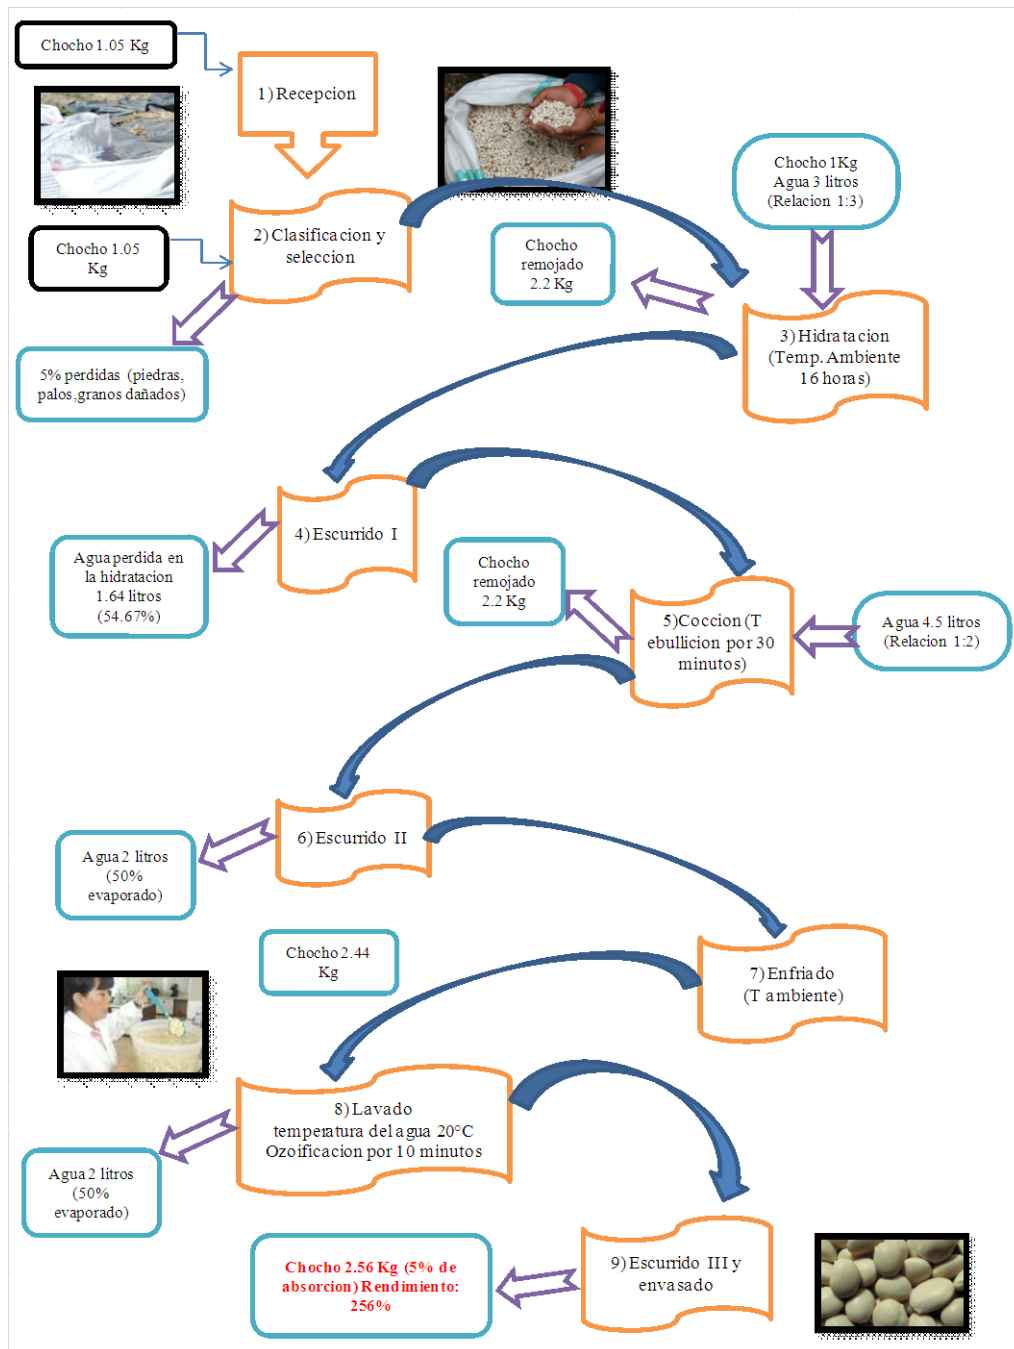 Chocho 1.05 Kg
1) Recepcion
Chocho 1Kg
Agua 3 litros
(Relacion 1:3)
Chocho 1.05
Kg
2) Clasificacion y
seleccion
Chocho
remojado
2.2 Kg
3) Hidratacion
(Temp. Ambiente
16 horas)
5% perdidas (piedras,
palos,granos dañados)
4) Escurrido I
Agua perdida en
la hidratacion
1.64 litros
(54.67%)
Chocho
remojado
2.2 Kg
5)Coccion (T
ebullicion por 30
minutos)
Agua 4.5 litros
(Relacion 1:2)
6) Escurrido II
Agua 2 litros
(50%
evaporado)
Chocho 2.44
Kg
7) Enfriado
(T ambiente)
8) Lavado
temperatura del agua 20°C
Ozoificacion por 10 minutos
Agua 2 litros
(50%
evaporado)
9) Escurrido III y
envasado
Chocho 2.56 Kg (5% de
absorcion) Rendimiento:
256%